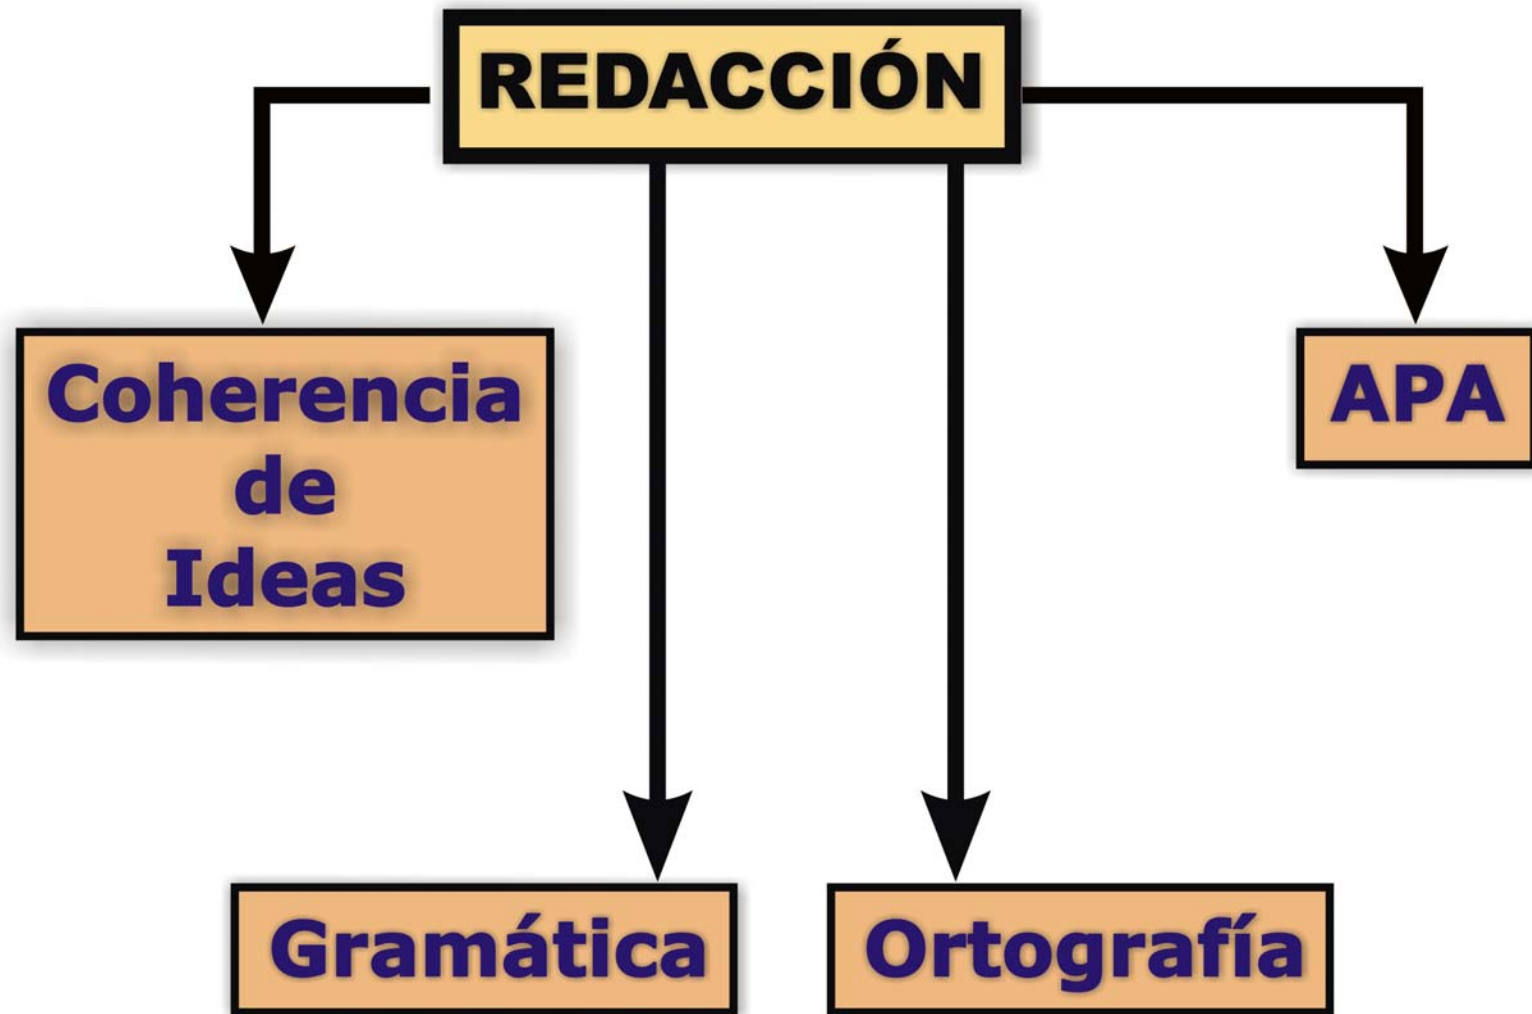 REDACCIÓN
Coherencia
de
Ideas
APA
Gramática
Ortografía